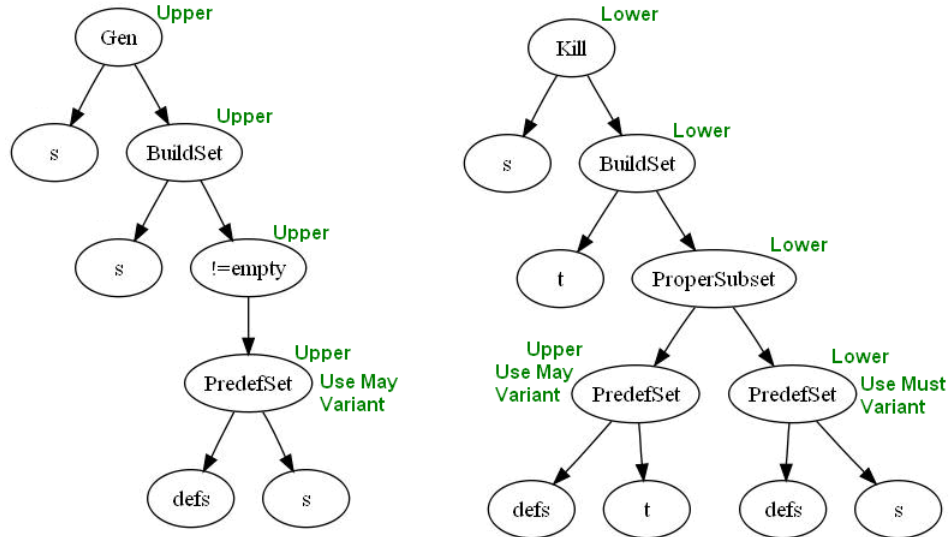 Upper
Gen
Upper
s
BuildSet
Upper
s
!=empty
Upper
PredefSet
Use May
Variant
defs
s
Lower
Kill
Lower
s
BuildSet
Lower
t
ProperSubset
Upper
Use May
Variant
PredefSet
Lower
PredefSet
Use Must
Variant
defs
t
defs
s